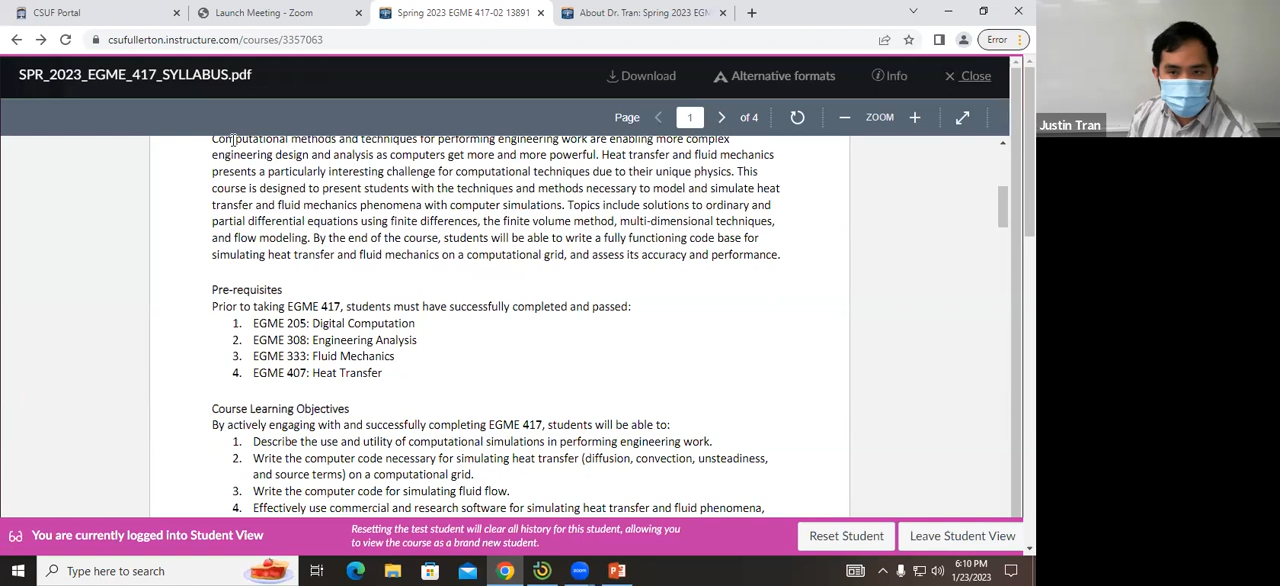 CSUF Portal
Launch Meeting - Zoom
Spring 2023 EGME 417-02 13891
About Dr. Tran: Spring 2023 EGM
csufullerton.instructure.com/courses/3357063
Error
SPR_2023_EGME_417_SYLLABUS.pdf
Download
Alternative formats
Info
Close
Page 1 of 4
ZOOM
Justin Tran
Computational methods and techniques for performing engineering work are enabling more complex
engineering design and analysis as computers get more and more powerful. Heat transfer and fluid mechanics
presents a particularly interesting challenge for computational techniques due to their unique physics. This
course is designed to present students with the techniques and methods necessary to model and simulate heat
transfer and fluid mechanics phenomena with computer simulations. Topics include solutions to ordinary and
partial differential equations using finite differences, the finite volume method, multi-dimensional techniques,
and flow modeling. By the end of the course, students will be able to write a fully functioning code base for
simulating heat transfer and fluid mechanics on a computational grid, and assess its accuracy and performance.
Pre-requisites
Prior to taking EGME 417, students must have successfully completed and passed:
1. EGME 205: Digital Computation
2. EGME 308: Engineering Analysis
3. EGME 333: Fluid Mechanics
4. EGME 407: Heat Transfer
Course Learning Objectives
By actively engaging with and successfully completing EGME 417, students will be able to:
1. Describe the use and utility of computational simulations in performing engineering work.
2. Write the computer code necessary for simulating heat transfer (diffusion, convection, unsteadiness,
and source terms) on a computational grid.
3. Write the computer code for simulating fluid flow.
4. Effectively use commercial and research software for simulating heat transfer and fluid phenomena,
You are currently logged into Student View
Resetting the test student will clear all history for this student, allowing you
to view the course as a brand new student.
Reset Student
Leave Student View
Type here to search
zoom
6:10 PM
1/23/2023